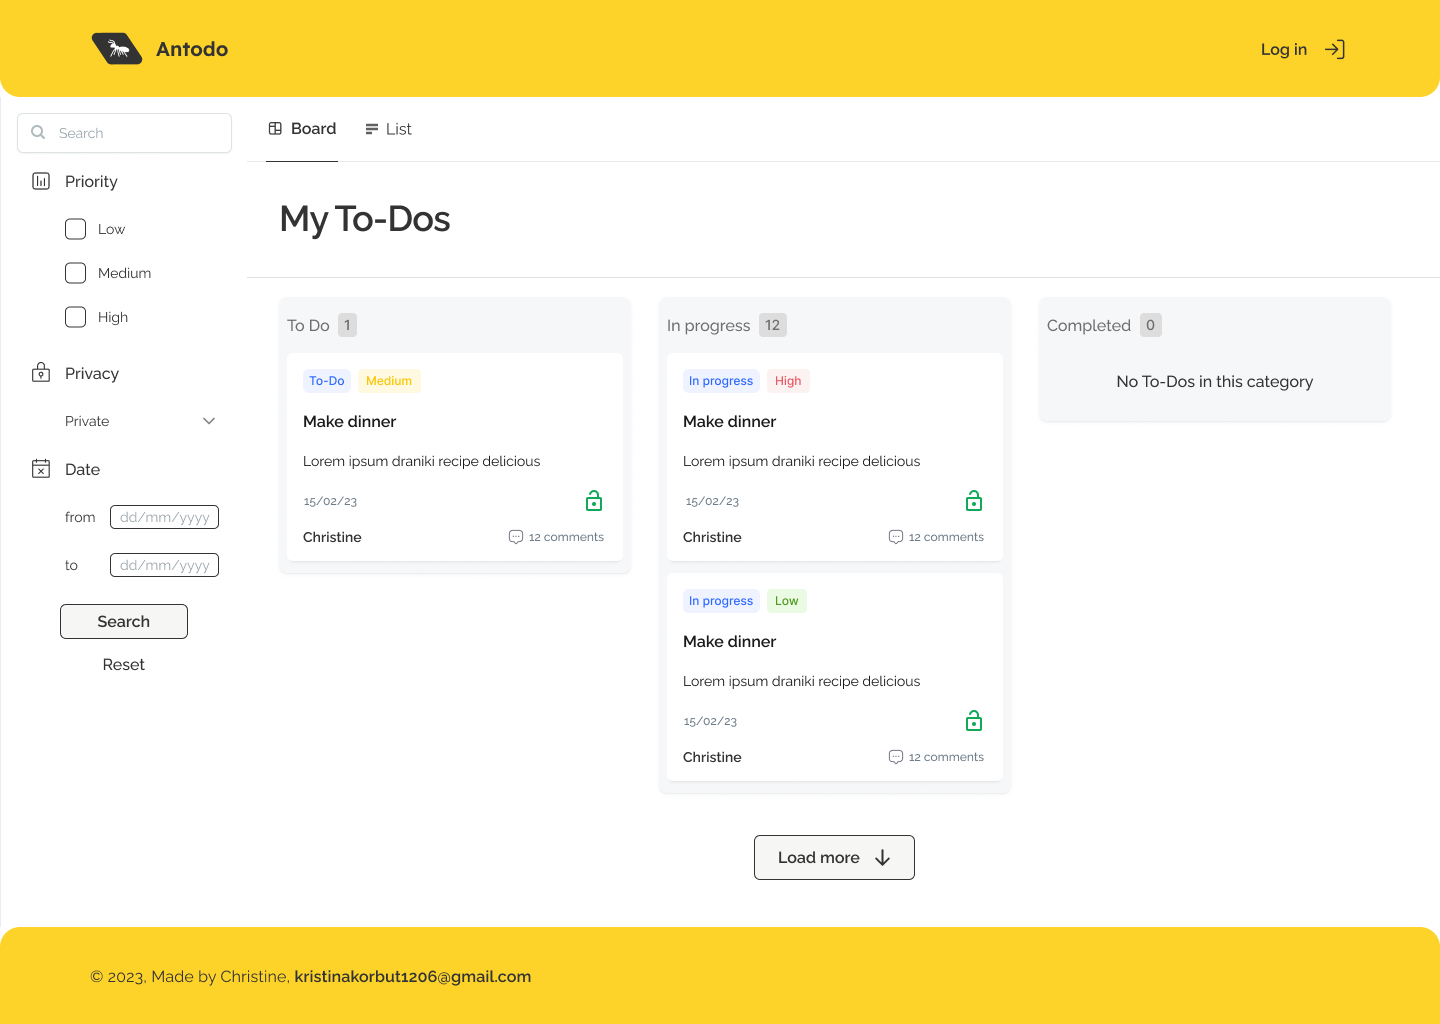 Antodo
Log in
Search
Priority
Low
Medium
High
Privacy
Private
Date
from dd/mm/yyyy
to dd/mm/yyyy
Search
Reset
Board List
My To-Dos
To Do 1
To-Do Medium
Make dinner
Lorem ipsum draniki recipe delicious
15/02/23
Christine 12 comments
In progress 12
In progress High
Make dinner
Lorem ipsum draniki recipe delicious
15/02/23
Christine 12 comments
In progress Low
Make dinner
Lorem ipsum draniki recipe delicious
15/02/23
Christine 12 comments
Completed 0
No To-Dos in this category
Load more
© 2023, Made by Christine, kristinakorbut1206@gmail.com